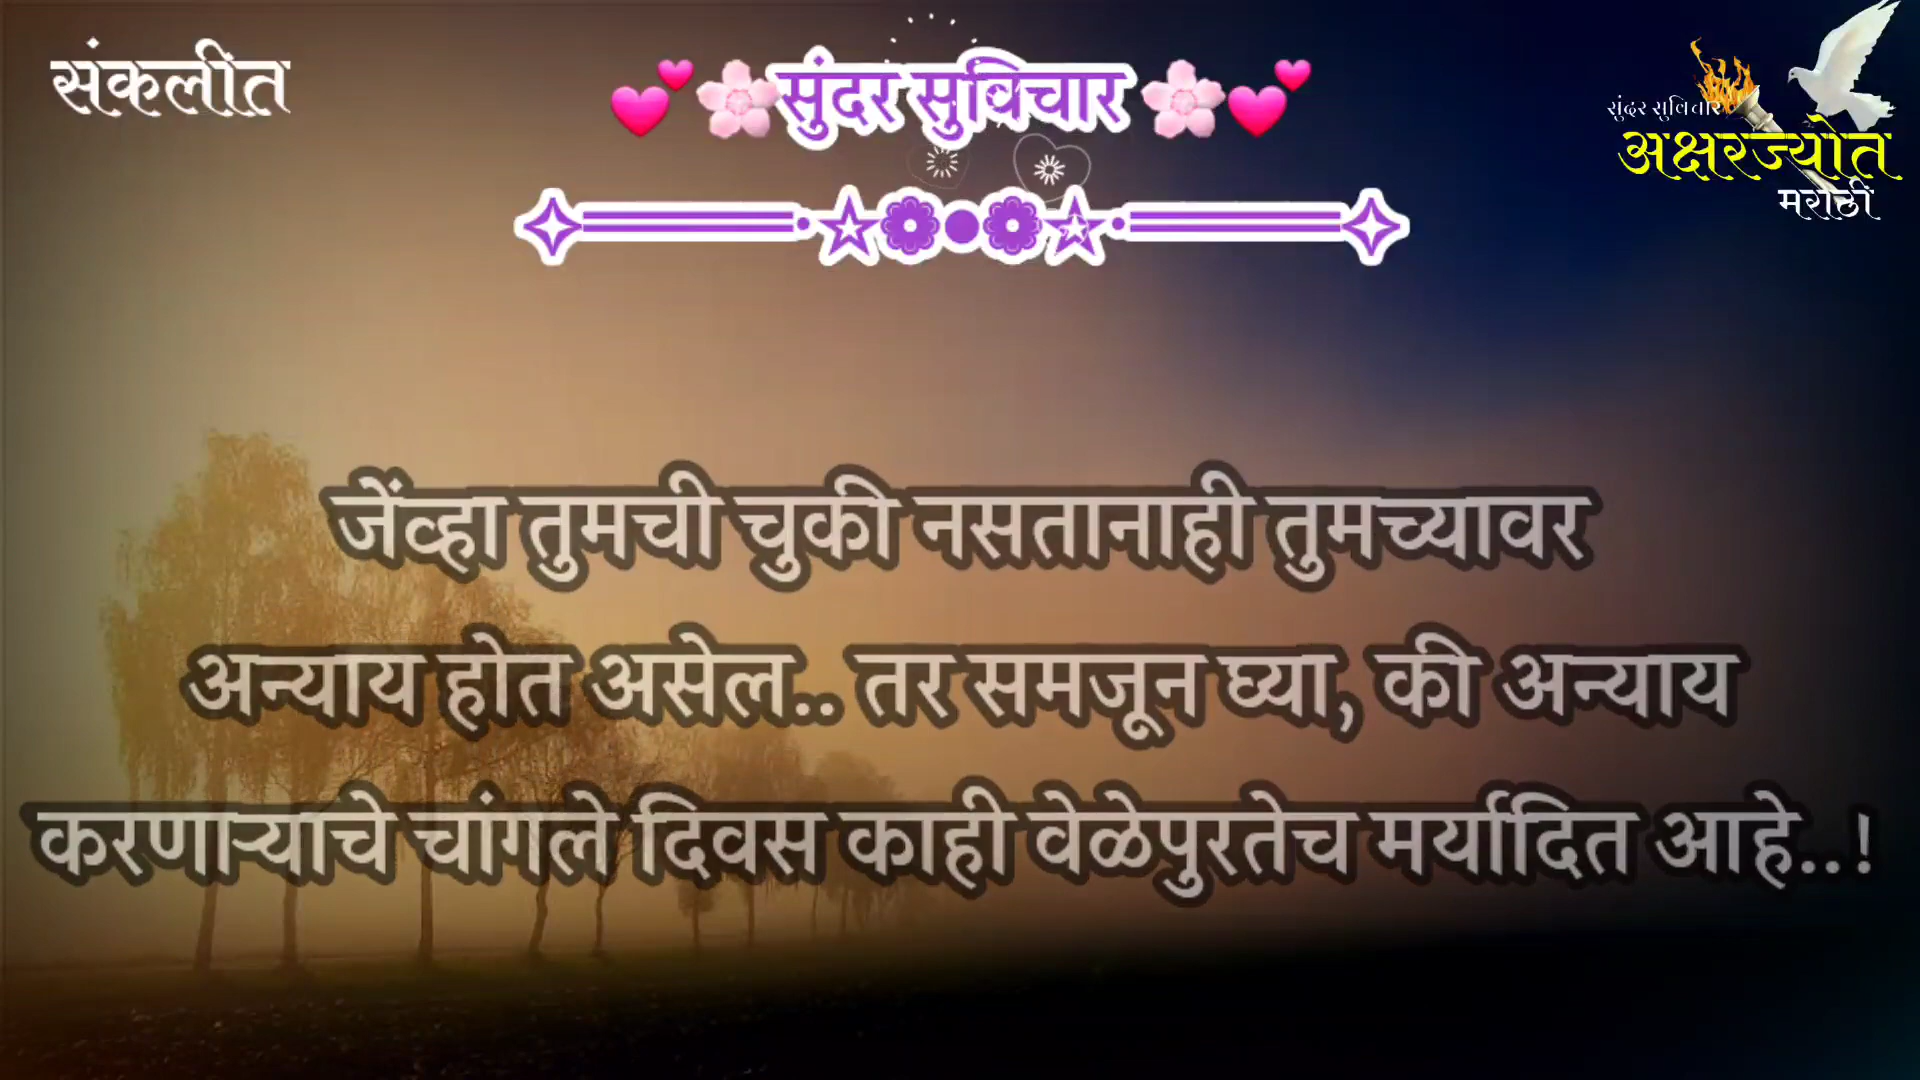 संकलीत
💕🌸सुंदर सुविचार🌸💕
सुंदर सुविचार
अक्षरज्योत
मराठी
जेंव्हा तुमची चुकी नसतानाही तुमच्यावर
अन्याय होत असेल.. तर समजून घ्या, की अन्याय
करणाऱ्याचे चांगले दिवस काही वेळेपुरतेच मर्यादित आहे..!